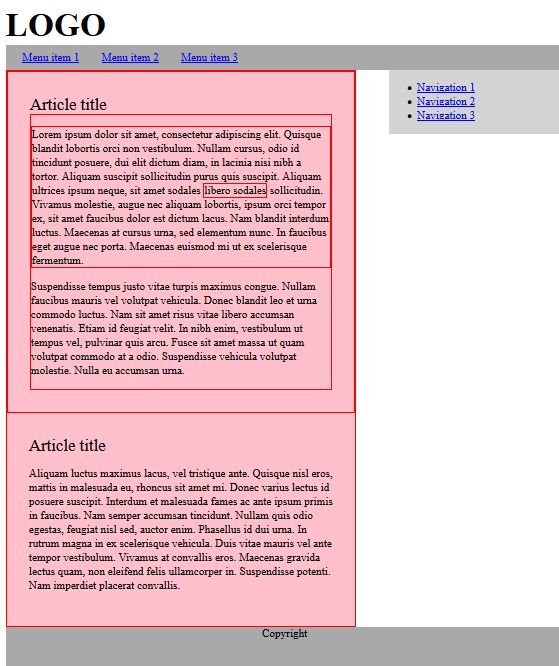 LOGO
Menu item 1 Menu item 2 Menu item 3
Article title
Lorem ipsum dolor sit amet, consectetur adipiscing elit. Quisque
blandit lobortis orci non vestibulum. Nullam cursus, odio id
tincidunt posuere, dui elit dictum diam, in lacinia nisi nibh a
tortor. Aliquam suscipit sollicitudin purus quis suscipit. Aliquam
ultrices ipsum neque, sit amet sodales libero sodales sollicitudin.
Vivamus molestie, augue nec aliquam lobortis, ipsum orci tempor
ex, sit amet faucibus dolor est dictum lacus. Nam blandit interdum
luctus. Maecenas at cursus urna, sed elementum nunc. In faucibus
eget augue nec porta. Maecenas euismod mi ut ex scelerisque
fermentum.
Suspendisse tempus justo vitae turpis maximus congue. Nullam
faucibus mauris vel volutpat vehicula. Donec blandit leo et urna
commodo luctus. Nam sit amet risus vitae libero accumsan
venenatis. Etiam id feugiat velit. In nibh enim, vestibulum ut
tempus vel, pulvinar quis arcu. Fusce sit amet massa ut quam
volutpat commodo at a odio. Suspendisse vehicula volutpat
molestie. Nulla eu accumsan urna.
Article title
Aliquam luctus maximus lacus, vel tristique ante. Quisque nisl eros,
mattis in malesuada eu, rhoncus sit amet mi. Donec varius lectus id
posuere suscipit. Interdum et malesuada fames ac ante ipsum primis
in faucibus. Nam semper accumsan tincidunt. Nullam quis odio
egestas, feugiat nisl sed, auctor enim. Phasellus id dui urna. In
rutrum magna in ex scelerisque vehicula. Duis vitae mauris vel ante
tempor vestibulum. Vivamus at convallis eros. Maecenas gravida
lectus quam, non eleifend felis ullamcorper in. Suspendisse potenti.
Nam imperdiet placerat convallis.
Navigation 1
Navigation 2
Navigation 3
Copyright